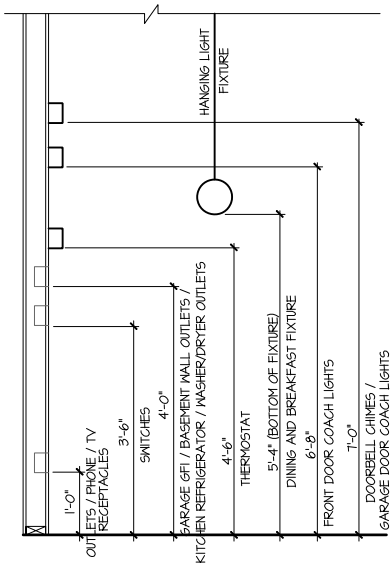 HANGING LIGHT
FIXTURE
1'-0"
OUTLETS / PHONE / TV
RECEPTACLES
3'-6"
SWITCHES
4'-0"
GARAGE GFI / BASEMENT WALL OUTLETS /
KITCHEN REFRIGERATOR / WASHER/DRYER OUTLETS
4'-6"
THERMOSTAT
5'-4" (BOTTOM OF FIXTURE)
DINING AND BREAKFAST FIXTURE
6'-8"
FRONT DOOR COACH LIGHTS
7'-0"
DOORBELL CHIMES /
GARAGE DOOR COACH LIGHTS